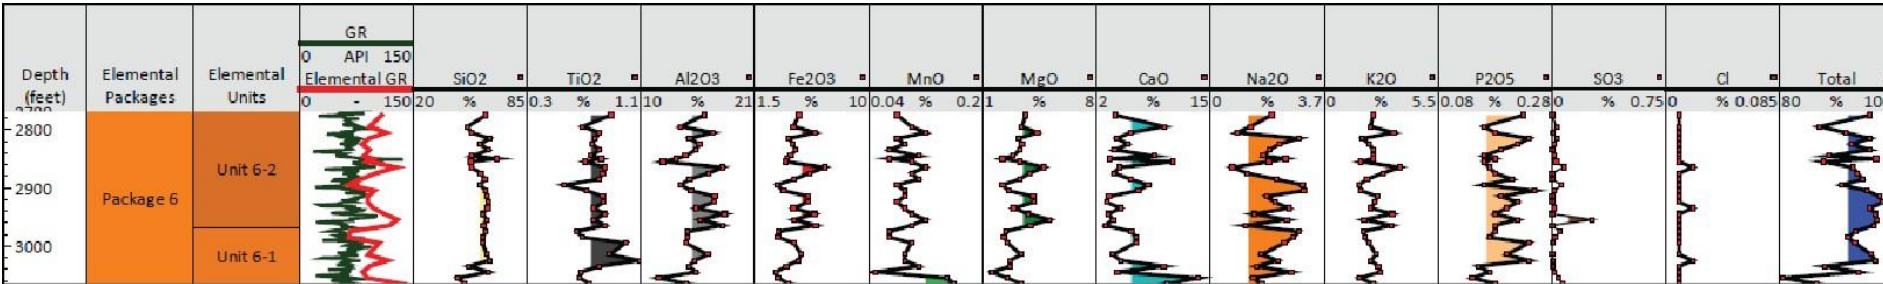 GR
0 API 150
Depth Elemental Elemental Elemental GR SiO2 TiO2 Al2O3 Fe2O3 MnO MgO CaO Na2O K2O P2O5 SO3 Cl Total
(feet) Packages Units 0 - 150 20 % 85 0.3 % 1.1 10 % 21 1.5 % 10 0.04 % 0.2 1 % 8 2 % 15 0 % 3.7 0 % 5.5 0.08 % 0.28 0 % 0.75 0 % 0.085 80 % 10
2800
Unit 6-2
2900
Package 6
3000
Unit 6-1